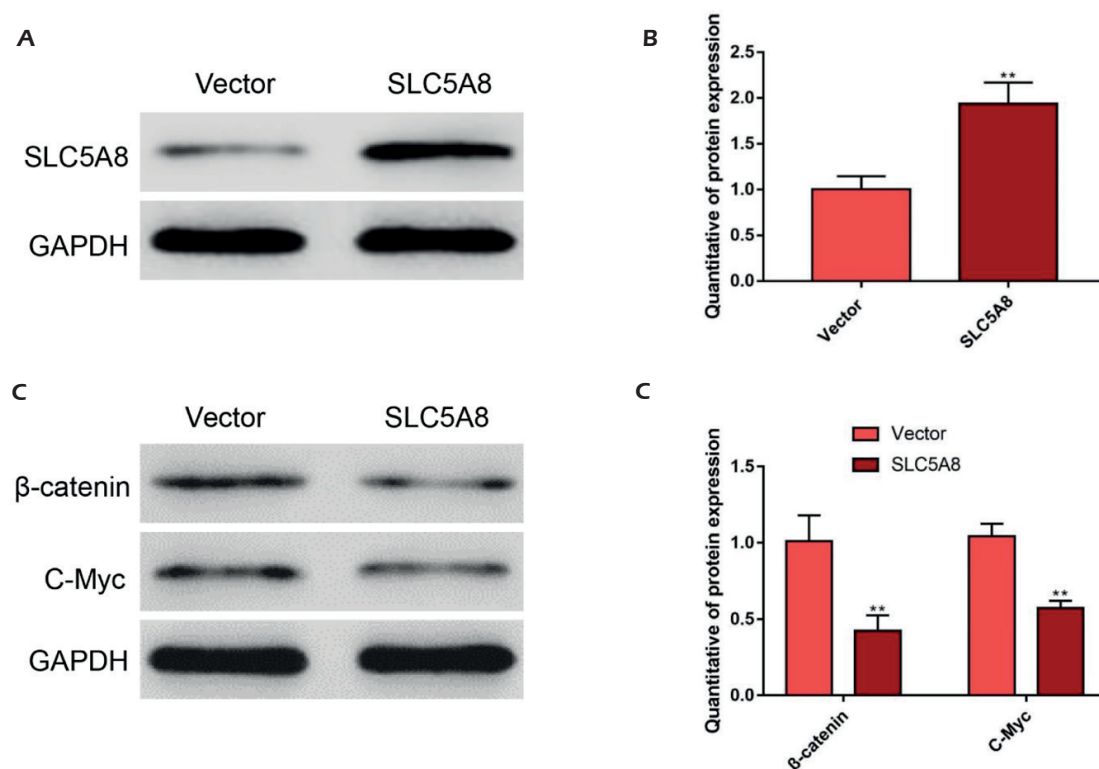 A
Vector SLC5A8
SLC5A8
GAPDH
B
Quantitative of protein expression
2.5
2.0
1.5
1.0
0.5
0.0
**
Vector
SLC5A8
C
Vector SLC5A8
β-catenin
C-Myc
GAPDH
C
Vector
SLC5A8
Quantitative of protein expression
1.5
1.0
0.5
0.0
**
**
β-catenin
C-Myc